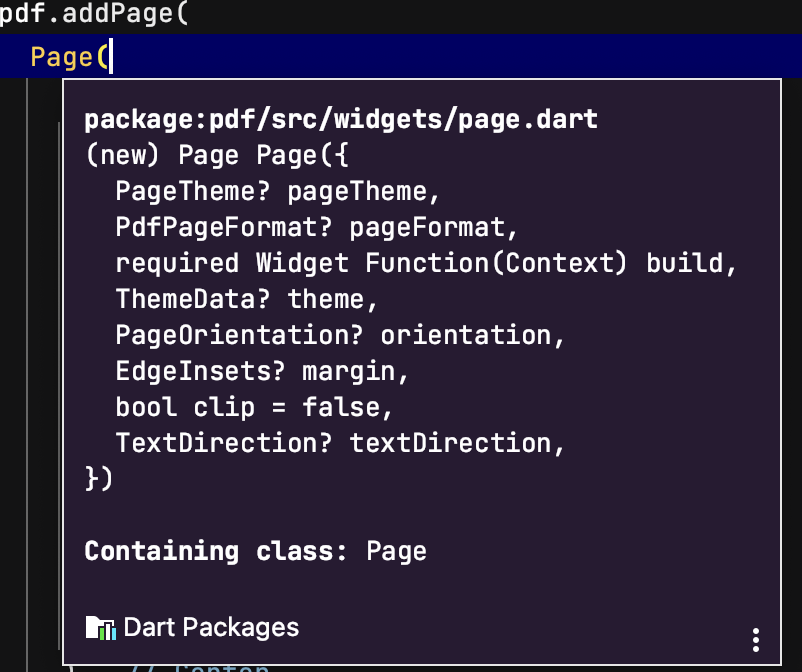 pdf.addPage(
Page(
package:pdf/src/widgets/page.dart
(new) Page Page({
  PageTheme? pageTheme,
  PdfPageFormat? pageFormat,
  required Widget Function(Context) build,
  ThemeData? theme,
  PageOrientation? orientation,
  EdgeInsets? margin,
  bool clip = false,
  TextDirection? textDirection,
})
Containing class: Page
Dart Packages